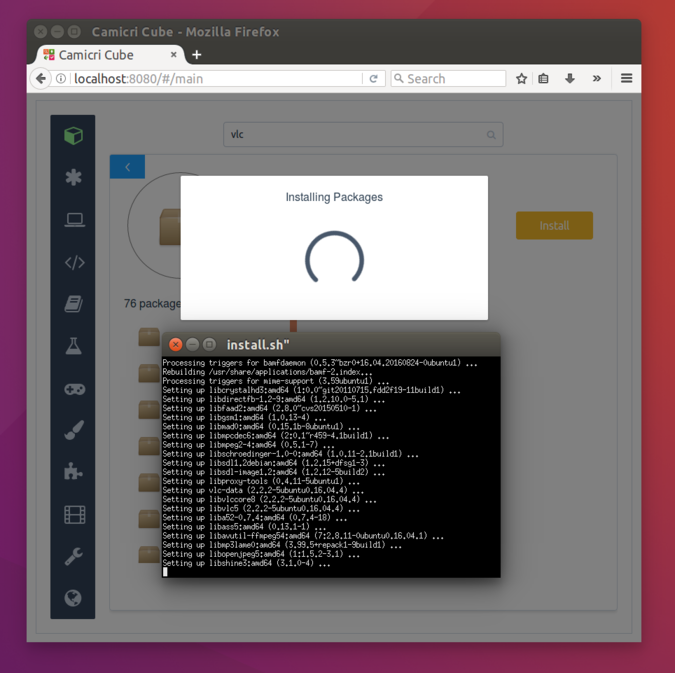 Camicri Cube - Mozilla Firefox
Camicri Cube
localhost:8080/#/main
Search
vlc
Installing Packages
Install
76 package
install.sh"
Processing triggers for bamfdaemon (0.5.3~bzr0+16.04.20160824-0ubuntu1) ...
Rebuilding /usr/share/applications/bamf-2.index...
Processing triggers for mime-support (3.59ubuntu1) ...
Setting up libcrystalhd3:amd64 (1:0.0~git20110715.fdd2f19-11build1) ...
Setting up libdirectfb-1.2-9:amd64 (1.2.10.0-5.1) ...
Setting up libfaad2:amd64 (2.8.0~cvs20150510-1) ...
Setting up libgsm1:amd64 (1.0.13-4) ...
Setting up libmad0:amd64 (0.15.1b-8ubuntu1) ...
Setting up libmpcdec6:amd64 (2:0.1~r459-4.1build1) ...
Setting up libmpeg2-4:amd64 (0.5.1-7) ...
Setting up libschroedinger-1.0-0:amd64 (1.0.11-2.1build1) ...
Setting up libsdl1.2debian:amd64 (1.2.15+dfsg1-3) ...
Setting up libsdl-image1.2:amd64 (1.2.12-5build2) ...
Setting up libproxy-tools (0.4.11-5ubuntu1) ...
Setting up vlc-data (2.2.2-5ubuntu0.16.04.4) ...
Setting up libvlccore8 (2.2.2-5ubuntu0.16.04.4) ...
Setting up libvlc5 (2.2.2-5ubuntu0.16.04.4) ...
Setting up liba52-0.7.4:amd64 (0.7.4-18) ...
Setting up libass5:amd64 (0.13.1-1) ...
Setting up libavutil-ffmpeg54:amd64 (7:2.8.11-0ubuntu0.16.04.1) ...
Setting up libmp3lame0:amd64 (3.99.5+repack1-9build1) ...
Setting up libopenjpeg5:amd64 (1:1.5.2-3.1) ...
Setting up libshine3:amd64 (3.1.0-4) ...